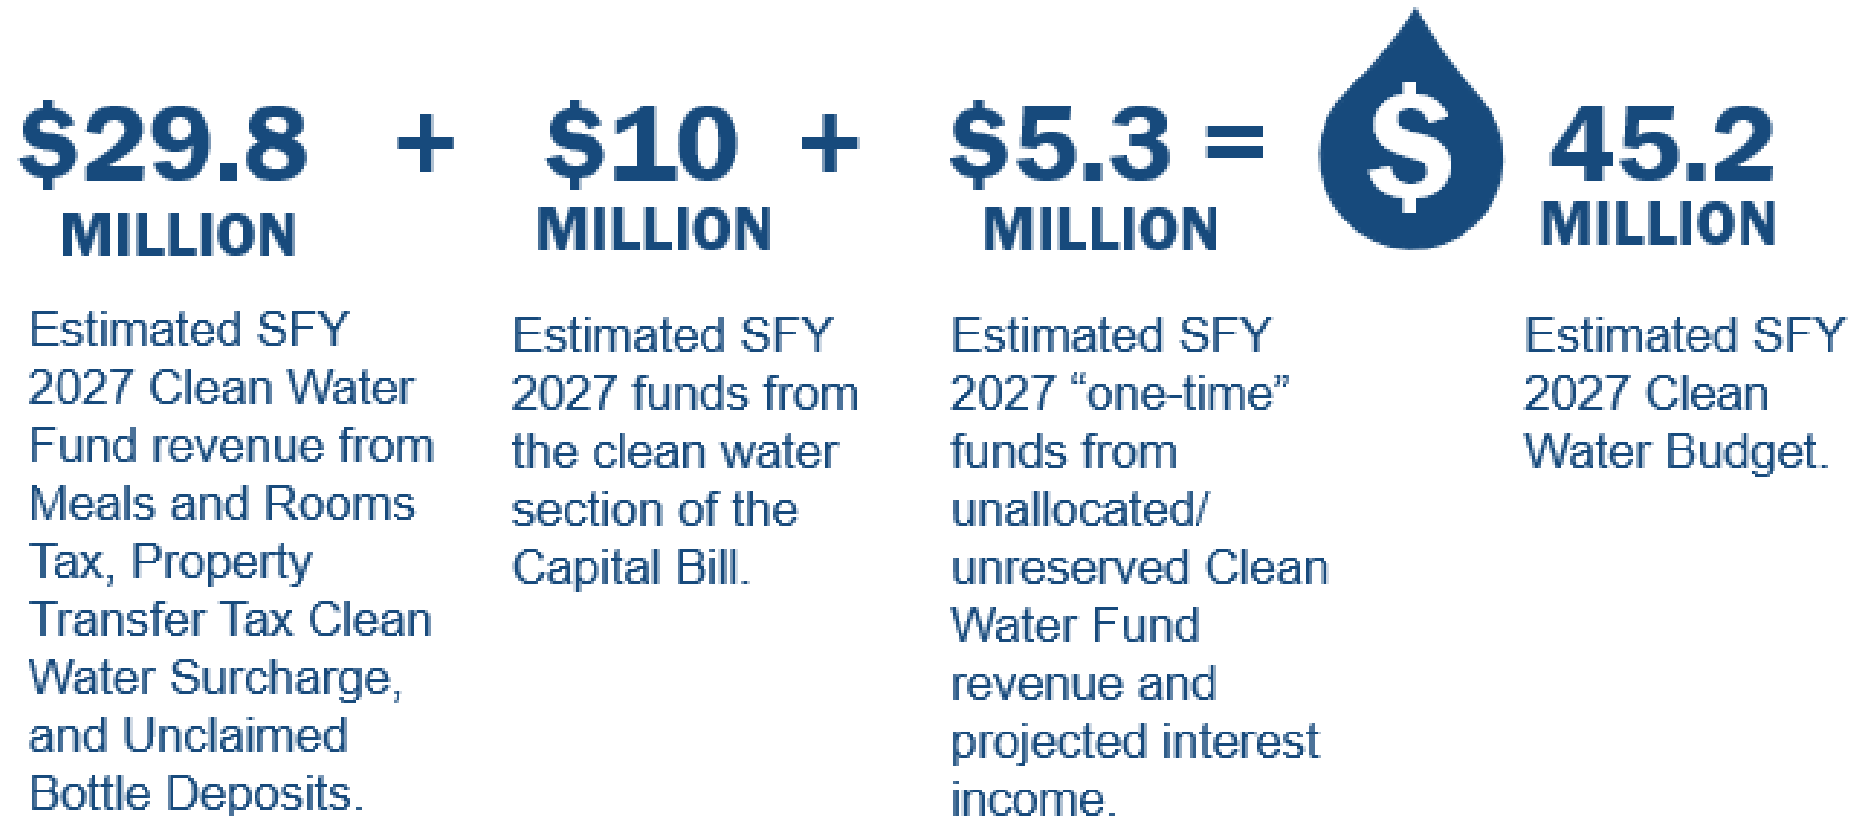 $29.8 + $10 + $5.3 = $ 45.2
MILLION MILLION MILLION MILLION
Estimated SFY
2027 Clean Water
Fund revenue from
Meals and Rooms
Tax, Property
Transfer Tax Clean
Water Surcharge,
and Unclaimed
Bottle Deposits.
Estimated SFY
2027 funds from
the clean water
section of the
Capital Bill.
Estimated SFY
2027 “one-time”
funds from
unallocated/
unreserved Clean
Water Fund
revenue and
projected interest
income.
Estimated SFY
2027 Clean
Water Budget.